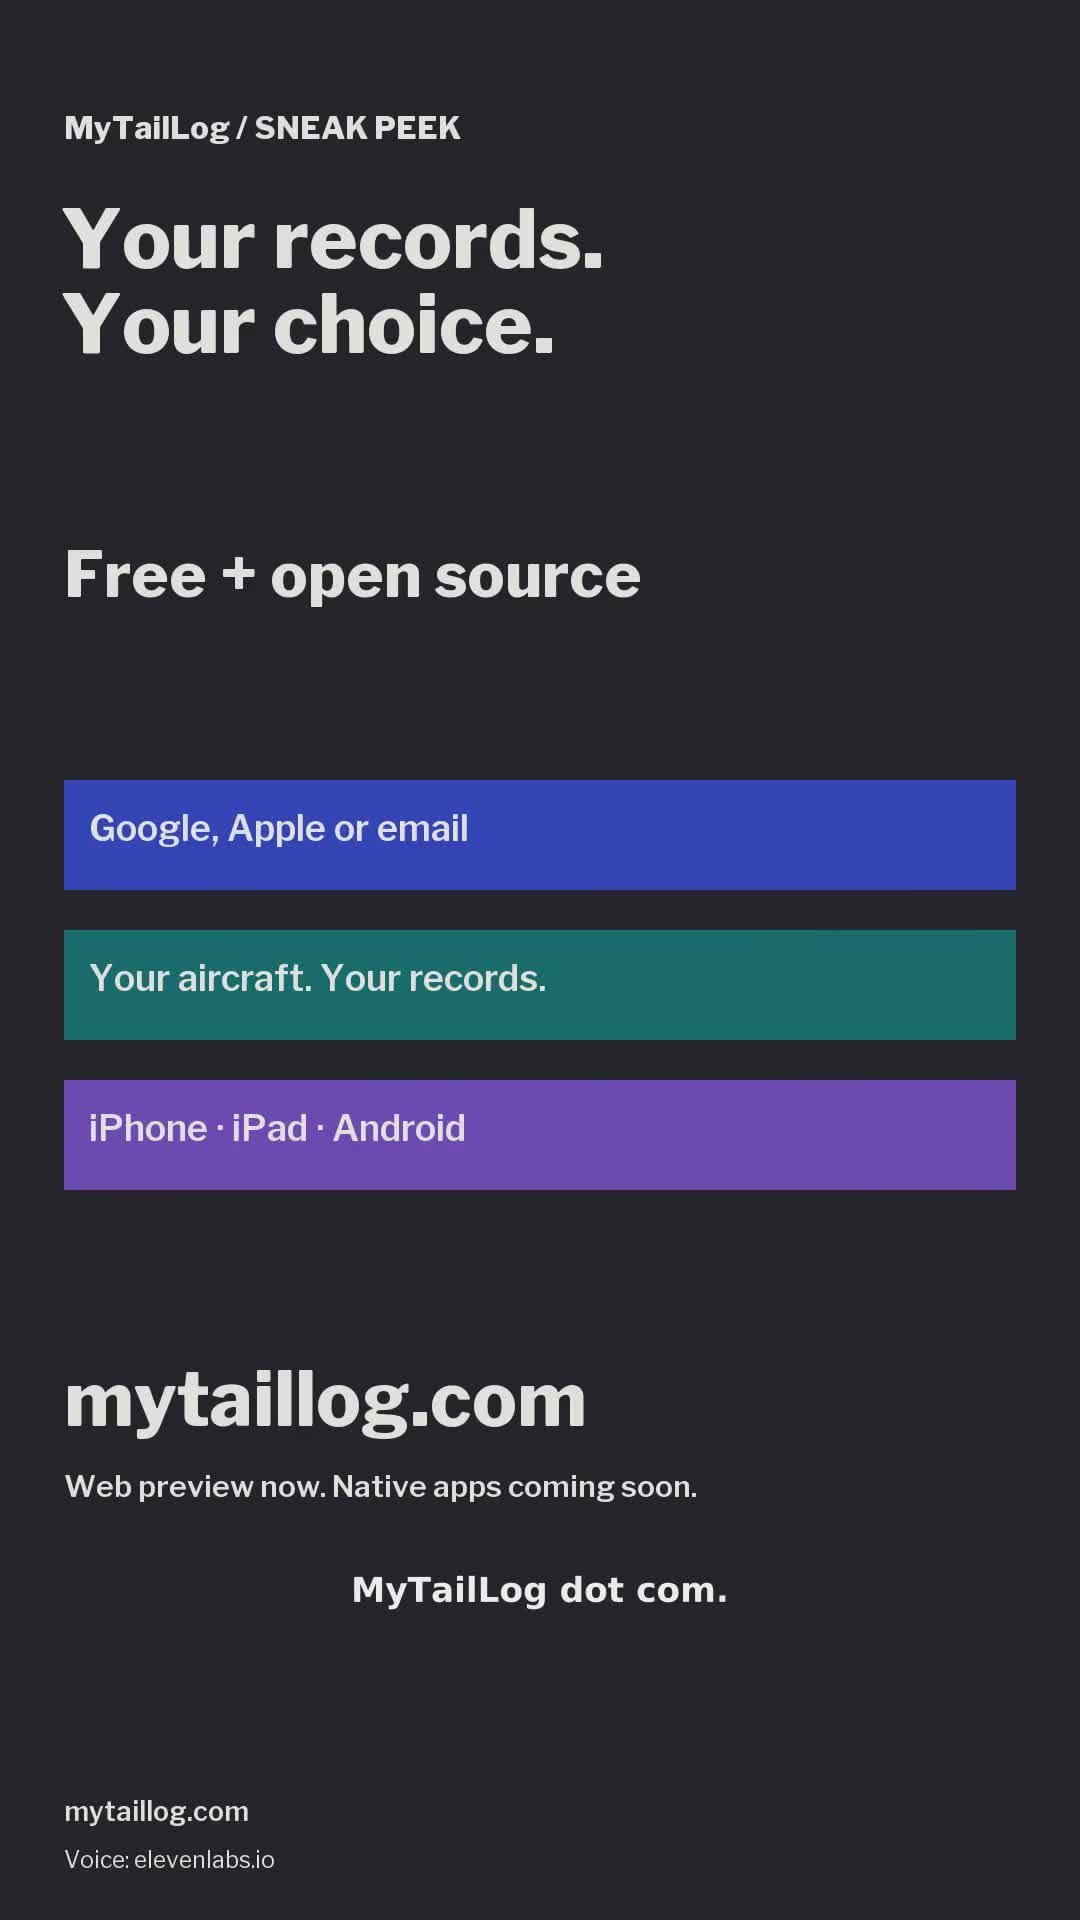 MyTailLog / SNEAK PEEK
Your records.
Your choice.
Free + open source
Google, Apple or email
Your aircraft. Your records.
iPhone · iPad · Android
mytaillog.com
Web preview now. Native apps coming soon.
MyTailLog dot com.
mytaillog.com
Voice: elevenlabs.io